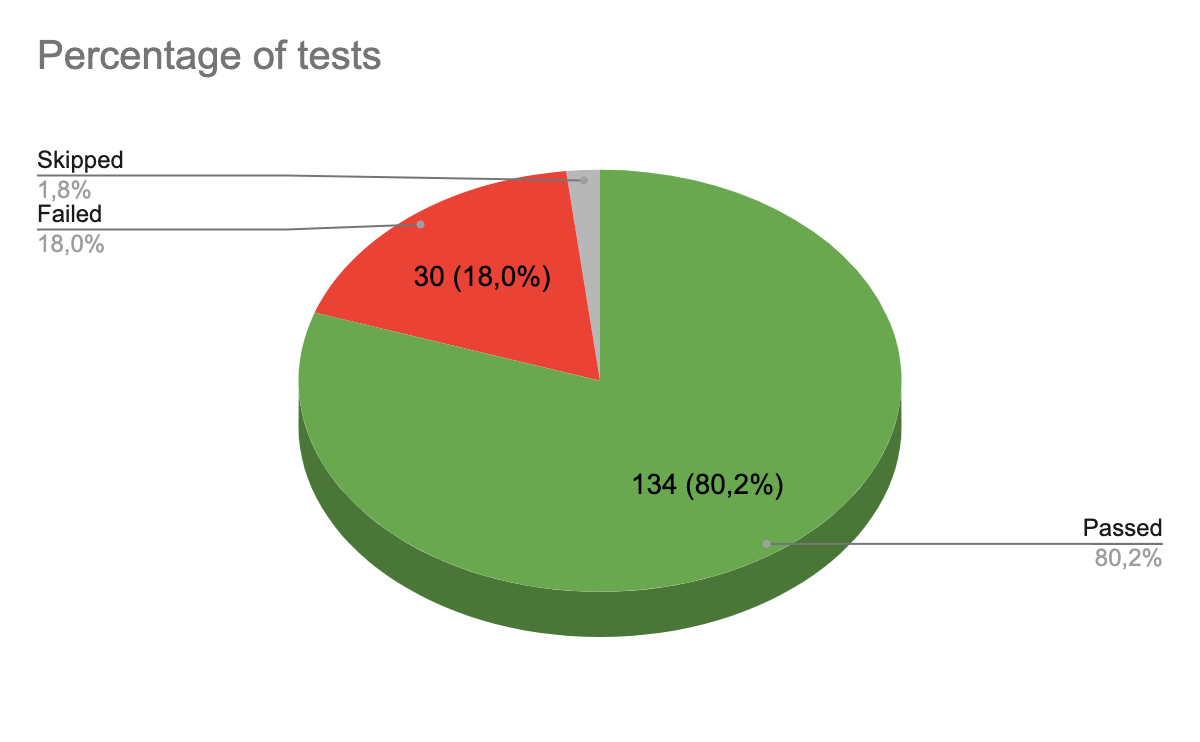 Percentage of tests
Skipped
1,8%
Failed
18,0%
30 (18,0%)
134 (80,2%)
Passed
80,2%